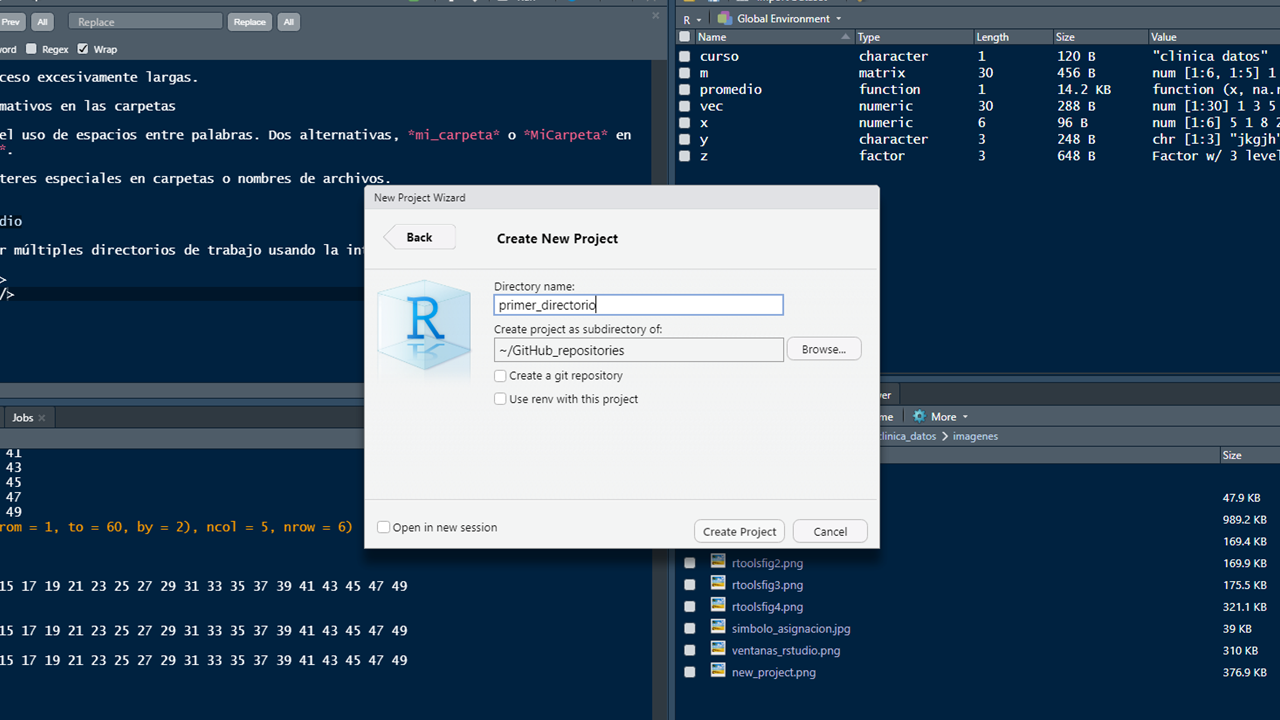 Prev All Replace Replace All
Regex Wrap
ceso excesivamente largas.
mativos en las carpetas
el uso de espacios entre palabras. Dos alternativas, *mi_carpeta* o *MiCarpeta* en
*.
teres especiales en carpetas o nombres de archivos.
dio
r múltiples directorios de trabajo usando la in
>
/>
R Global Environment
Name Type Length Size Value
curso character 1 120 B "clinica datos"
m matrix 30 456 B num [1:6, 1:5] 1
promedio function 1 14.2 KB function (x, na.
vec numeric 30 288 B num [1:30] 1 3 5
x numeric 6 96 B num [1:6] 5 1 8 2
y character 3 248 B chr [1:3] "jkgjh"
z factor 3 648 B Factor w/ 3 level
New Project Wizard
Back
Create New Project
Directory name:
primer_directorio
Create project as subdirectory of:
~/GitHub_repositories
Browse...
Create a git repository
Use renv with this project
R
Open in new session
Create Project Cancel
Jobs
41
43
45
47
49
rom = 1, to = 60, by = 2), ncol = 5, nrow = 6)
15 17 19 21 23 25 27 29 31 33 35 37 39 41 43 45 47 49
15 17 19 21 23 25 27 29 31 33 35 37 39 41 43 45 47 49
15 17 19 21 23 25 27 29 31 33 35 37 39 41 43 45 47 49
wer
me More
clinica_datos imagenes
Size
47.9 KB
989.2 KB
169.4 KB
rtoolsfig2.png 169.9 KB
rtoolsfig3.png 175.5 KB
rtoolsfig4.png 321.1 KB
simbolo_asignacion.jpg 39 KB
ventanas_rstudio.png 310 KB
new_project.png 376.9 KB